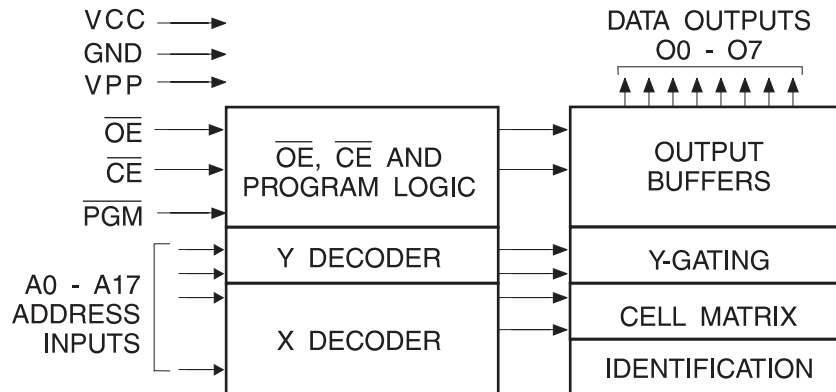 VCC
GND
VPP
OE
CE
PGM
A0 - A17
ADDRESS
INPUTS
OE, CE AND
PROGRAM LOGIC
Y DECODER
X DECODER
DATA OUTPUTS
O0 - O7
OUTPUT
BUFFERS
Y-GATING
CELL MATRIX
IDENTIFICATION